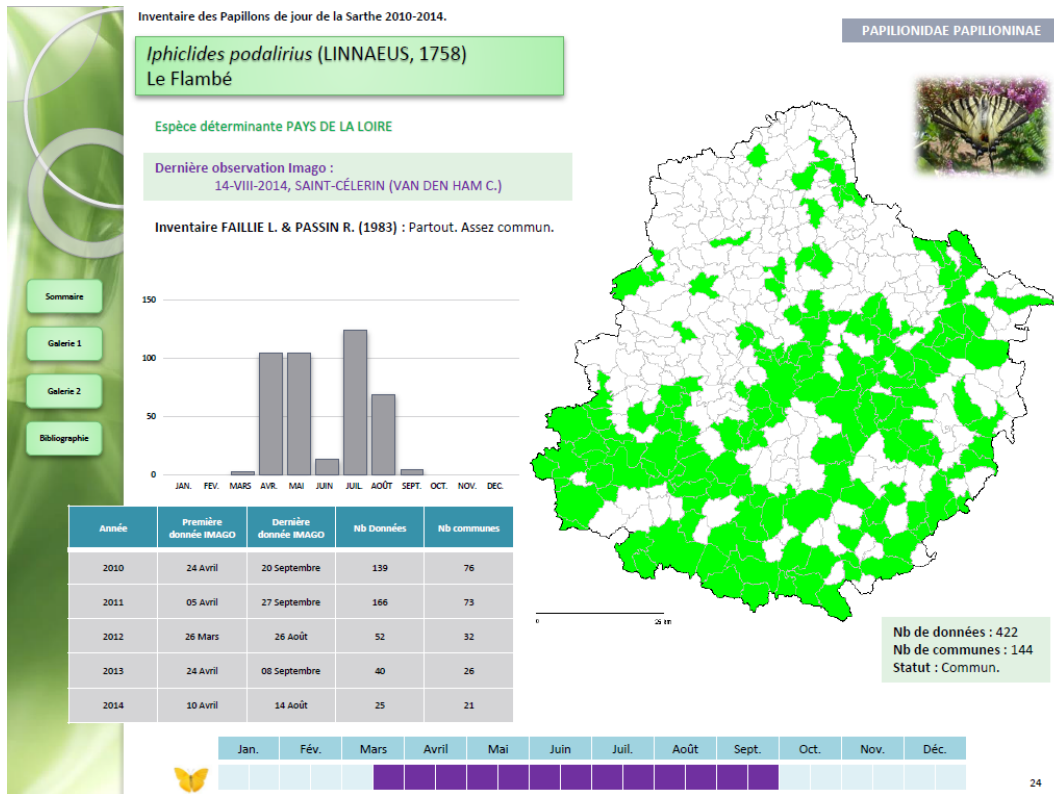 Inventaire des Papillons de jour de la Sarthe 2010-2014.
PAPILIONIDAE PAPILIONINAE
Iphiclides podalirius (LINNAEUS, 1758)
Le Flambé
Espèce déterminante PAYS DE LA LOIRE
Dernière observation Imago :
14-VIII-2014, SAINT-CÉLERIN (VAN DEN HAM C.)
Inventaire FAILLIE L. & PASSIN R. (1983) : Partout. Assez commun.
Sommaire
Galerie 1
Galerie 2
Bibliographie
150
100
50
0
JAN. FEV. MARS AVR. MAI JUIN JUIL. AOÛT SEPT. OCT. NOV. DEC.
Année Première donnée IMAGO Dernière donnée IMAGO Nb Données Nb communes
2010 24 Avril 20 Septembre 139 76
2011 05 Avril 27 Septembre 166 73
2012 26 Mars 26 Août 52 32
2013 24 Avril 08 Septembre 40 26
2014 10 Avril 14 Août 25 21
0 25 km
Nb de données : 422
Nb de communes : 144
Statut : Commun.
Jan. Fév. Mars Avril Mai Juin Juil. Août Sept. Oct. Nov. Déc.
24